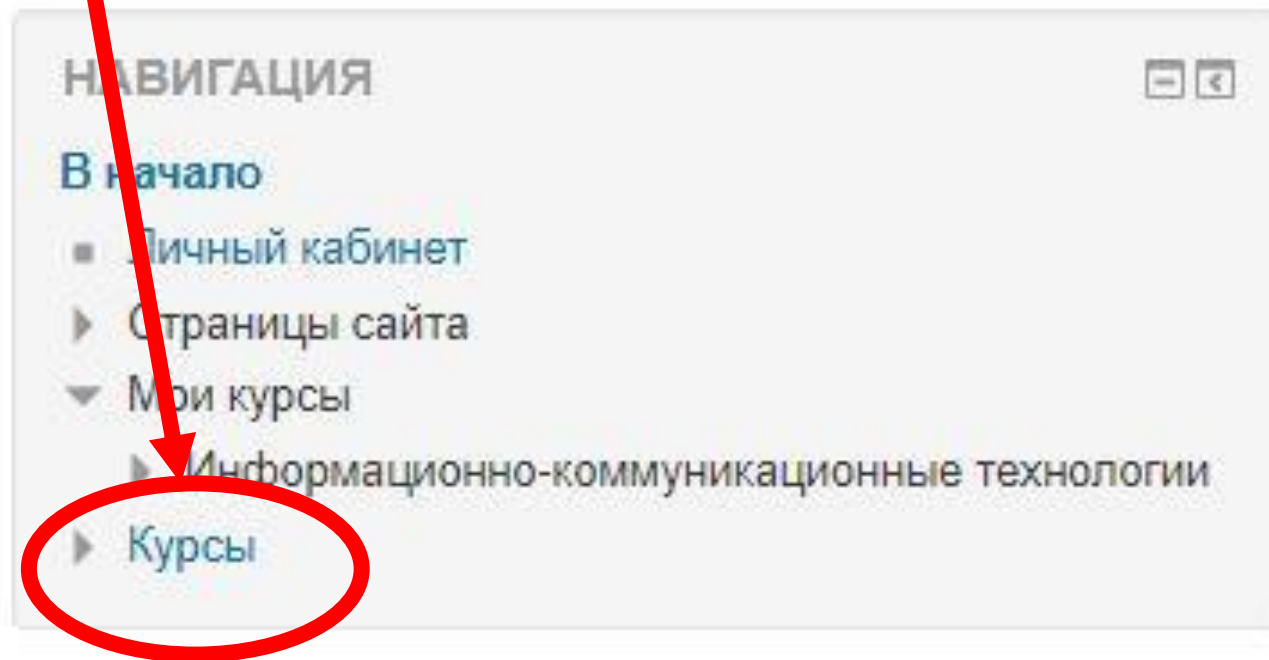 НАВИГАЦИЯ
В начало
Личный кабинет
Страницы сайта
Мои курсы
Информационно-коммуникационные технологии
Курсы